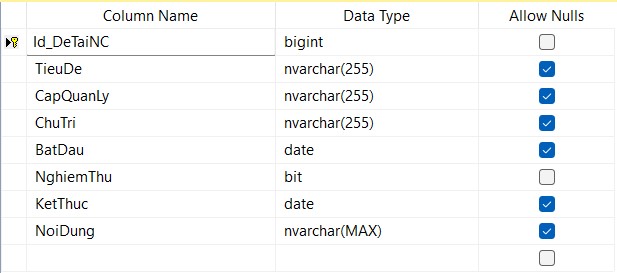 Column Name Data Type Allow Nulls
Id_DeTaiNC bigint
TieuDe nvarchar(255)
CapQuanLy nvarchar(255)
ChuTri nvarchar(255)
BatDau date
NghiemThu bit
KetThuc date
NoiDung nvarchar(MAX)